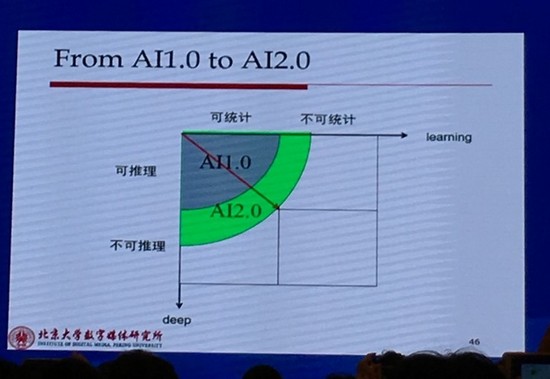 From AI1.0 to AI2.0
可统计
不可统计
learning
可推理
AI1.0
AI2.0
不可推理
deep
北京大学数字媒体研究所
INSTITUTE OF DIGITAL MEDIA, PEKING UNIVERSITY
46